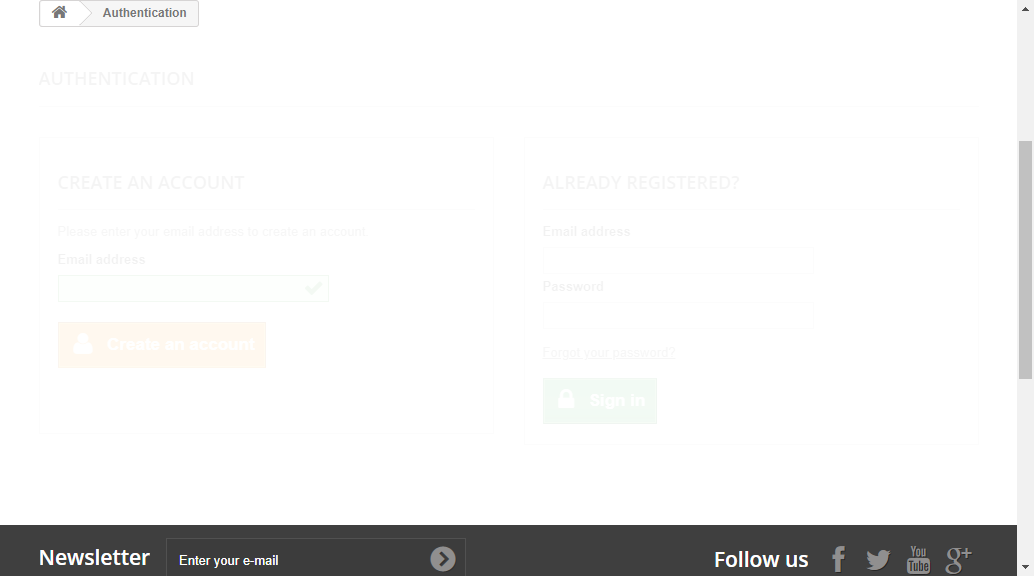 Authentication
AUTHENTICATION
CREATE AN ACCOUNT
Please enter your email address to create an account.
Email address
Create an account
ALREADY REGISTERED?
Email address
Password
Forgot your password?
Sign in
Newsletter
Enter your e-mail
Follow us
You
Tube
g+